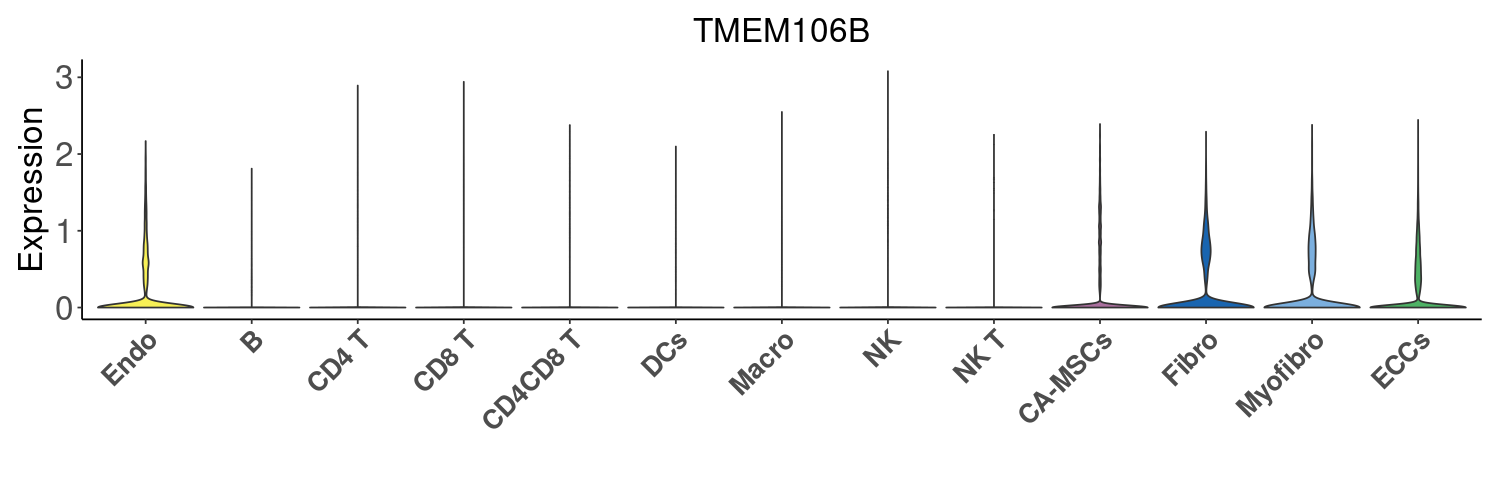 TMEM106B
Expression
3
2
1
0
Endo
B
CD4 T
CD8 T
CD4CD8 T
DCs
Macro
NK
NK T
CA-MSCs
Fibro
Myofibro
ECCs